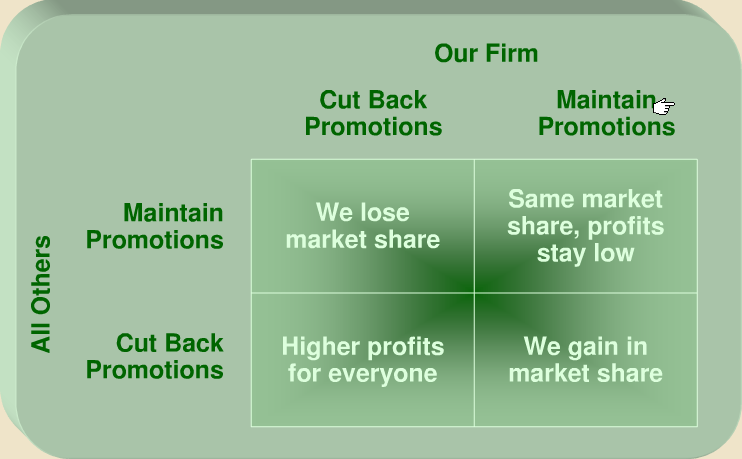 Our Firm
Cut Back
Promotions
Maintain
Promotions
All Others
Maintain
Promotions
We lose
market share
Same market
share, profits
stay low
Cut Back
Promotions
Higher profits
for everyone
We gain in
market share